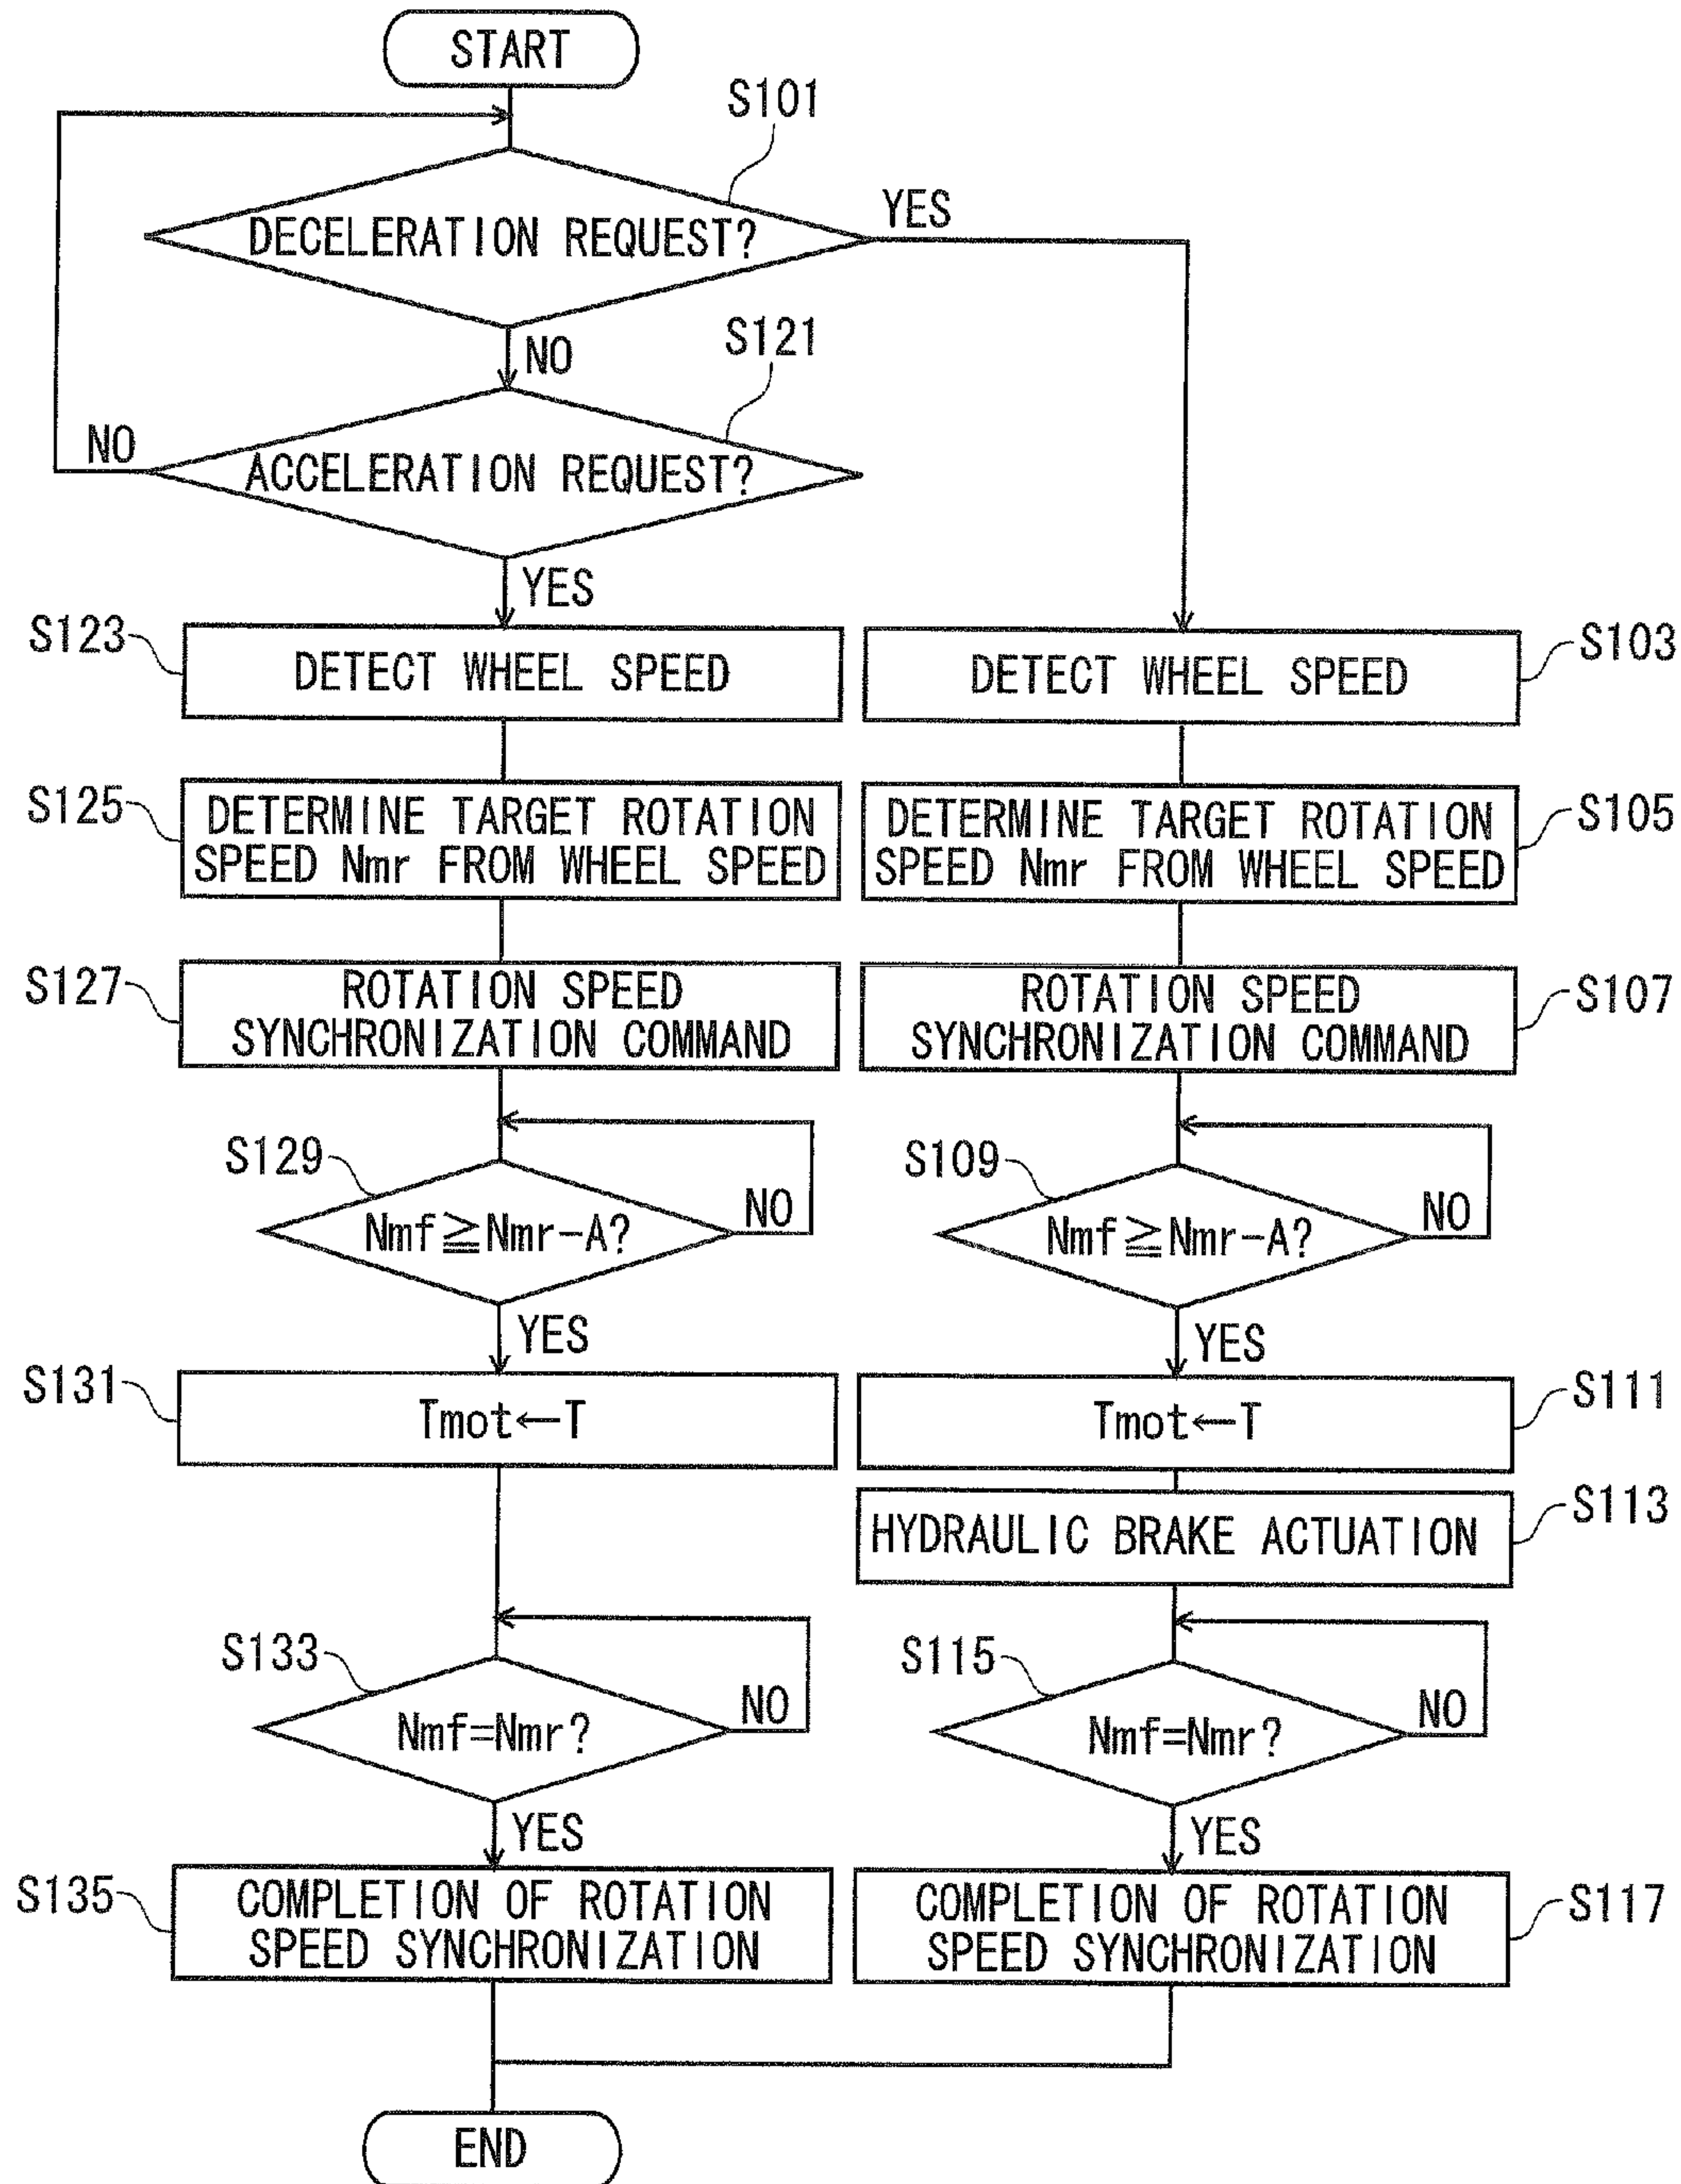 START
S101
DECELERATION REQUEST?
YES
NO
S121
ACCELERATION REQUEST?
NO
YES
S123
DETECT WHEEL SPEED
DETECT WHEEL SPEED
S103
S125
DETERMINE TARGET ROTATION
SPEED Nmr FROM WHEEL SPEED
DETERMINE TARGET ROTATION
SPEED Nmr FROM WHEEL SPEED
S105
S127
ROTATION SPEED
SYNCHRONIZATION COMMAND
ROTATION SPEED
SYNCHRONIZATION COMMAND
S107
S129
Nmf≧Nmr-A?
NO
S109
Nmf≧Nmr-A?
NO
YES
YES
S131
Tmot←T
Tmot←T
S111
HYDRAULIC BRAKE ACTUATION
S113
S133
Nmf=Nmr?
NO
S115
Nmf=Nmr?
NO
YES
YES
S135
COMPLETION OF ROTATION
SPEED SYNCHRONIZATION
COMPLETION OF ROTATION
SPEED SYNCHRONIZATION
S117
END